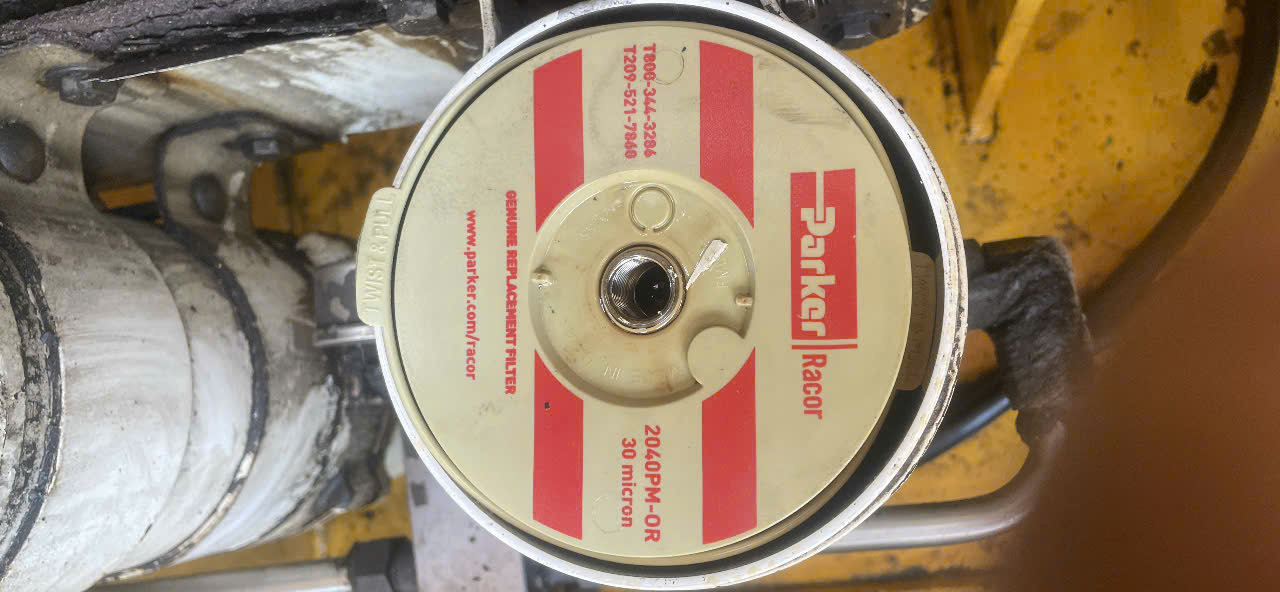 Parker Racor
T800-344-3286
T209-521-7860
2040PM-OR
30 micron
GENUINE REPLACEMENT FILTER
www.parker.com/racor
TWIST & PULL